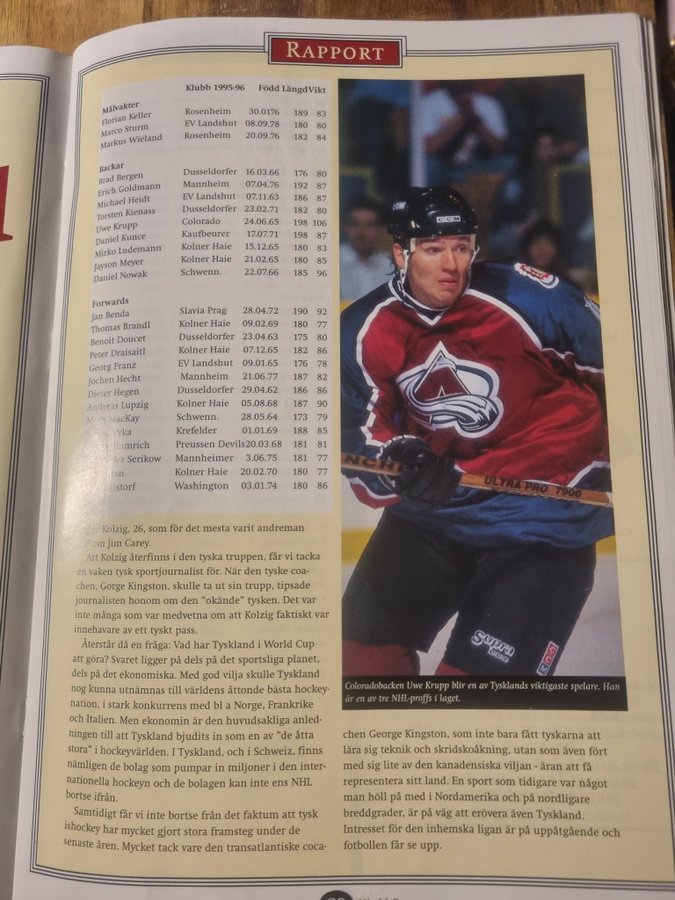 RAPPORT
Klubb 1995-96 Född Längd Vikt
Målvakter
Florian Keller Rosenheim 30.0176 189 83
Marco Sturm EV Landshut 08.09.78 180 80
Markus Wieland Rosenheim 20.09.76 182 84
Backar
Brad Bergen Dusseldorfer 16.03.66 176 80
Erich Goldmann Mannheim 07.04.76 192 87
Michael Heidt EV Landshut 07.11.63 186 87
Torsten Kienass Dusseldorfer 23.02.71 182 80
Uwe Krupp Colorado 24.06.65 198 106
Daniel Kunce Kaufbeurer 17.07.71 198 87
Mirko Ludemann Kolner Haie 15.12.65 180 83
Jayson Meyer Kolner Haie 21.02.65 180 85
Daniel Nowak Schwenn. 22.07.66 185 96
Forwards
Jan Benda Slavia Prag 28.04.72 190 92
Thomas Brandl Kolner Haie 09.02.69 180 77
Benoit Doucet Dusseldorfer 23.04.63 175 80
Peter Draisaitl Kolner Haie 07.12.65 182 86
Georg Franz EV Landshut 09.01.65 176 78
Jochen Hecht Mannheim 21.06.77 187 82
Dieter Hegen Dusseldorfer 29.04.62 186 86
Andreas Lupzig Kolner Haie 05.08.68 187 90
MacKay Schwenn. 28.05.64 173 79
Krefelder 01.01.69 188 85
Preussen Devils 20.03.68 181 81
Serikow Mannheimer 3.06.75 181 77
Kolner Haie 20.02.70 180 77
Washington 03.01.74 180 86
Kolzig, 26, som för det mesta varit andreman
Jim Carey.
Att Kolzig återfinns i den tyska truppen, får vi tacka
en vaken tysk sportjournalist för. När den tyske coa-
chen, Gorge Kingston, skulle ta ut sin trupp, tipsade
journalisten honom om den "okände" tysken. Det var
inte många som var medvetna om att Kolzig faktiskt var
innehavare av ett tyskt pass.
Återstår då en fråga: Vad har Tyskland i World Cup
att göra? Svaret ligger på dels på det sportsliga planet,
dels på det ekonomiska. Med god vilja skulle Tyskland
nog kunna utnämnas till världens åttonde bästa hockey-
nation, i stark konkurrens med bl a Norge, Frankrike
och Italien. Men ekonomin är den huvudsakliga anled-
ningen till att Tyskland bjudits in som en av "de åtta
stora" i hockeyvärlden. I Tyskland, och i Schweiz, finns
nämligen de bolag som pumpar in miljoner i den inter-
nationella hockeyn och de bolagen kan inte ens NHL
bortse ifrån.
Samtidigt får vi inte bortse från det faktum att tysk
ishockey har mycket gjort stora framsteg under de
senaste åren. Mycket tack vare den transatlantiske coca-
CCM
ULTRA PRO 7900
Supra
Coloradobacken Uwe Krupp blir en av Tysklands viktigaste spelare. Han
är en av tre NHL-proffs i laget.
chen George Kingston, som inte bara fått tyskarna att
lära sig teknik och skridskoåkning, utan som även fört
med sig lite av den kanadensiska viljan - äran att få
representera sitt land. En sport som tidigare var något
man höll på med i Nordamerika och på nordligare
breddgrader, är på väg att erövra även Tyskland.
Intresset för den inhemska ligan är på uppåtgående och
fotbollen får se upp.